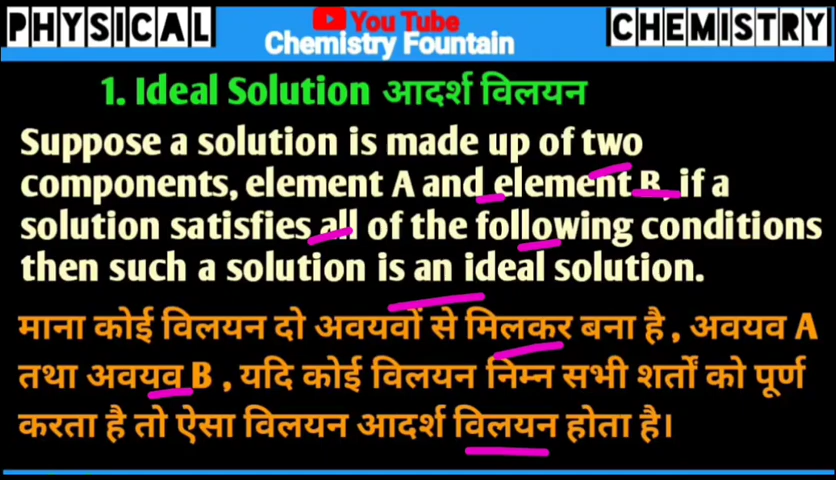 PHYSICAL
You Tube
Chemistry Fountain
CHEMISTRY
1. Ideal Solution आदर्श विलयन
Suppose a solution is made up of two
components, element A and element B, if a
solution satisfies all of the following conditions
then such a solution is an ideal solution.
माना कोई विलयन दो अवयवों से मिलकर बना है , अवयव A
तथा अवयव B , यदि कोई विलयन निम्न सभी शर्तों को पूर्ण
करता है तो ऐसा विलयन आदर्श विलयन होता है।